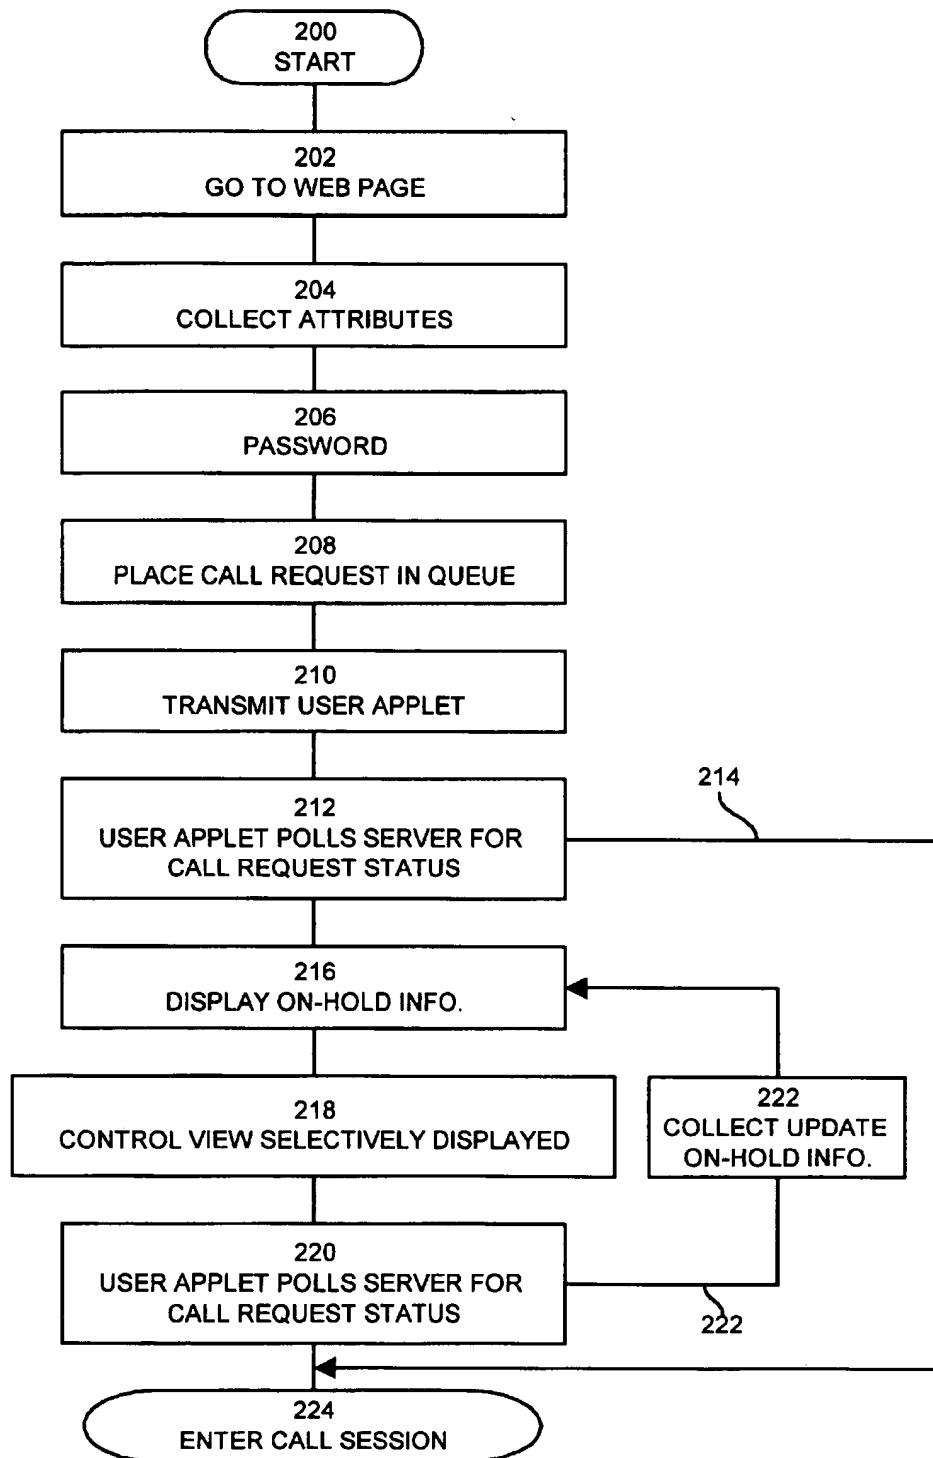 200
START
202
GO TO WEB PAGE
204
COLLECT ATTRIBUTES
206
PASSWORD
208
PLACE CALL REQUEST IN QUEUE
210
TRANSMIT USER APPLET
212
USER APPLET POLLS SERVER FOR
CALL REQUEST STATUS
214
216
DISPLAY ON-HOLD INFO.
218
CONTROL VIEW SELECTIVELY DISPLAYED
222
COLLECT UPDATE
ON-HOLD INFO.
220
USER APPLET POLLS SERVER FOR
CALL REQUEST STATUS
222
224
ENTER CALL SESSION